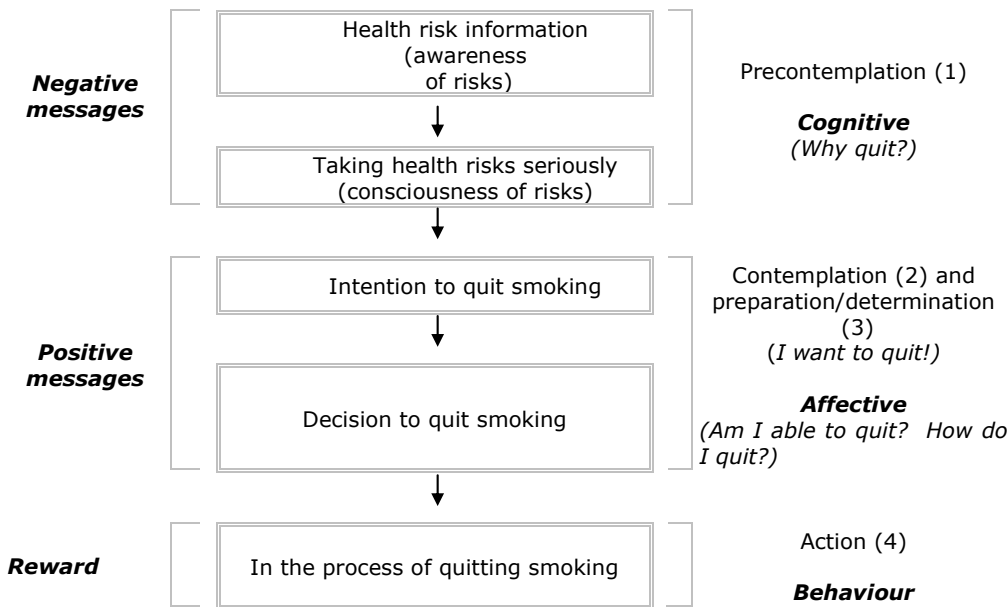 Health risk information
(awareness
of risks)
Negative
messages
Precontemplation (1)
Cognitive
(Why quit?)
Taking health risks seriously
(consciousness of risks)
Intention to quit smoking
Contemplation (2) and
preparation/determination
(3)
(I want to quit!)
Positive
messages
Decision to quit smoking
Affective
(Am I able to quit? How do
I quit?)
Reward
In the process of quitting smoking
Action (4)
Behaviour